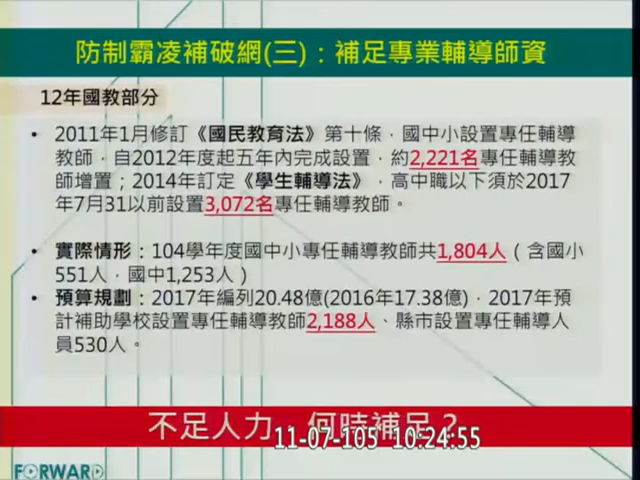 防制霸凌補破網(三)：補足專業輔導師資
12年國教部分
• 2011年1月修訂《國民教育法》第十條，國中小設置專任輔導
教師，自2012年度起五年內完成設置，約2,221名專任輔導教
師增置；2014年訂定《學生輔導法》，高中職以下須於2017
年7月31以前設置3,072名專任輔導教師。
• 實際情形：104學年度國中小專任輔導教師共1,804人（含國小
551人，國中1,253人）
• 預算規劃：2017年編列20.48億(2016年17.38億)，2017年預
計補助學校設置專任輔導教師2,188人、縣市設置專任輔導人
員530人。
不足人力，何時補足？
11-07-105 10:24:55
FORWARD